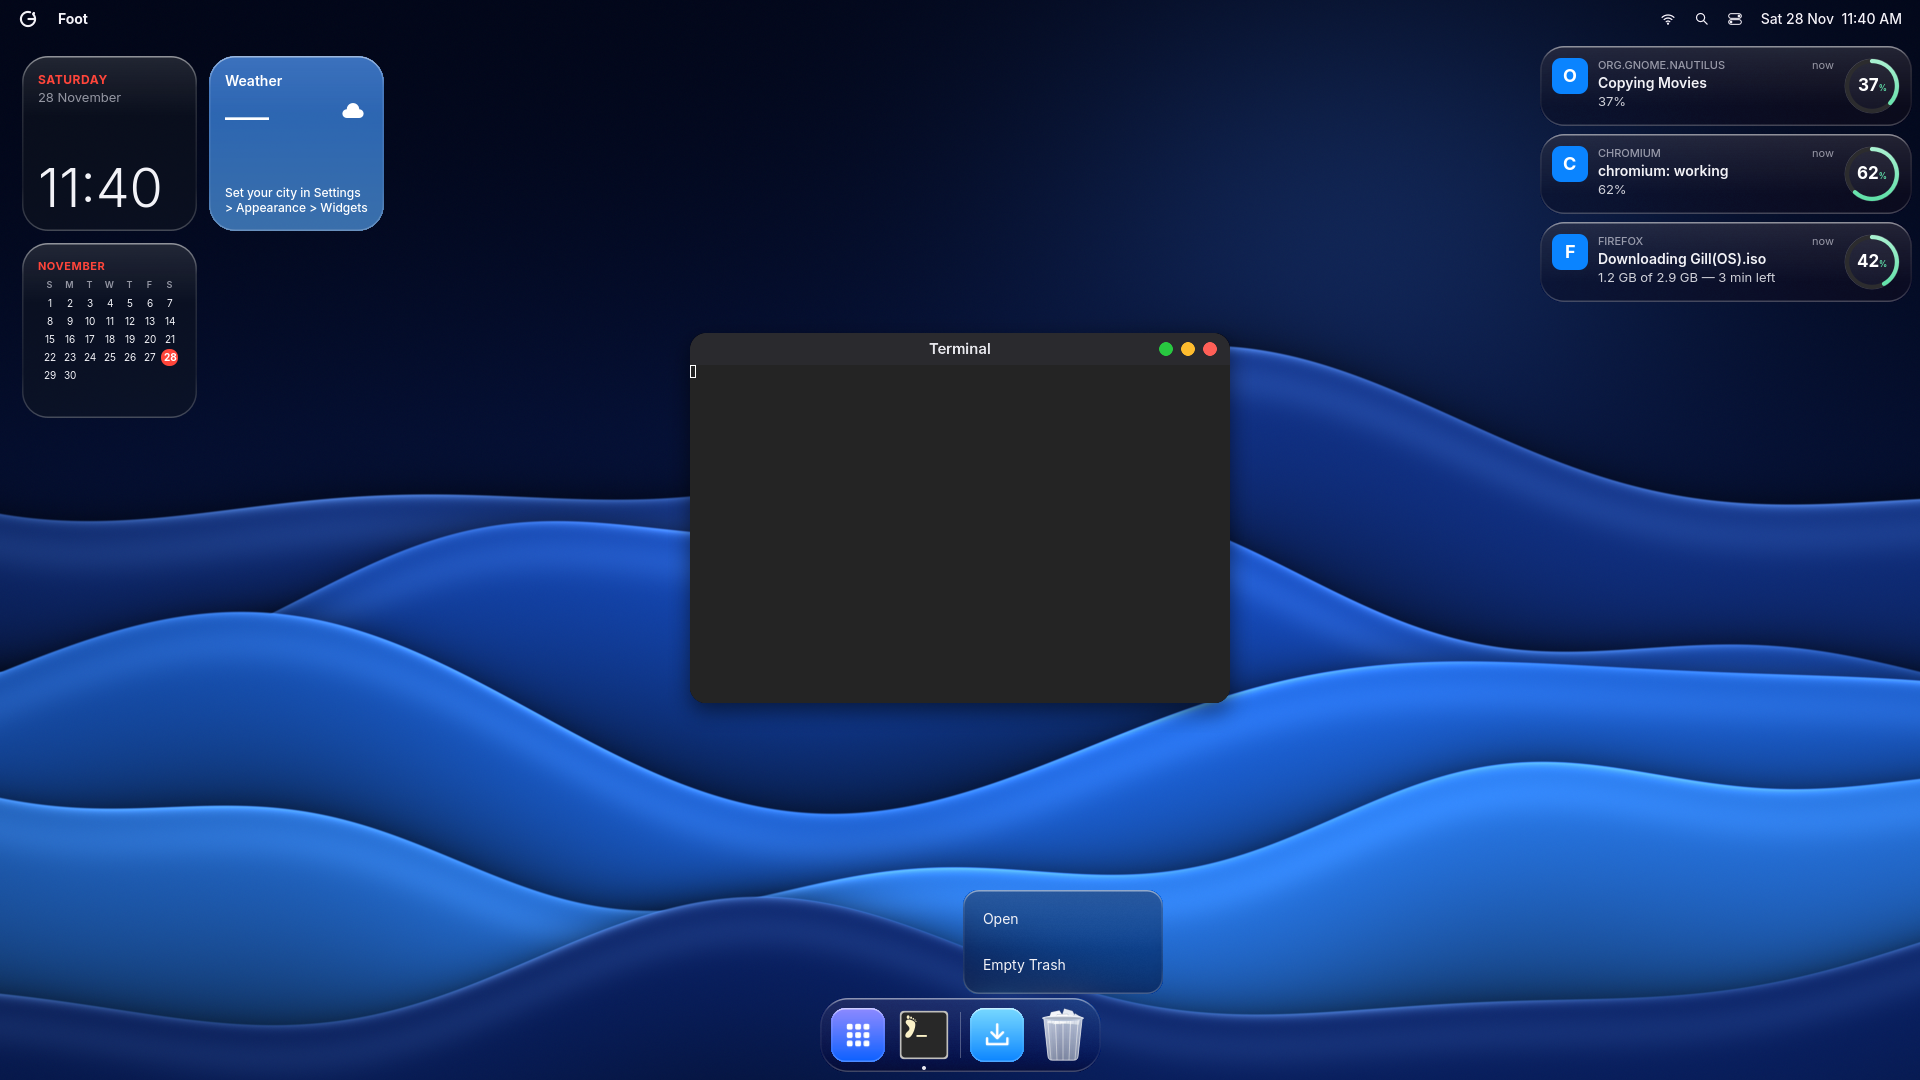 Foot
Sat 28 Nov 11:40 AM
SATURDAY
28 November
11:40
Weather
Set your city in Settings
> Appearance > Widgets
NOVEMBER
S M T W T F S
1 2 3 4 5 6 7
8 9 10 11 12 13 14
15 16 17 18 19 20 21
22 23 24 25 26 27 28
29 30
ORG.GNOME.NAUTILUS now
Copying Movies
37%
37%
CHROMIUM now
chromium: working
62%
62%
FIREFOX now
Downloading Gill(OS).iso
1.2 GB of 2.9 GB — 3 min left
42%
O
C
F
Terminal
Open
Empty Trash